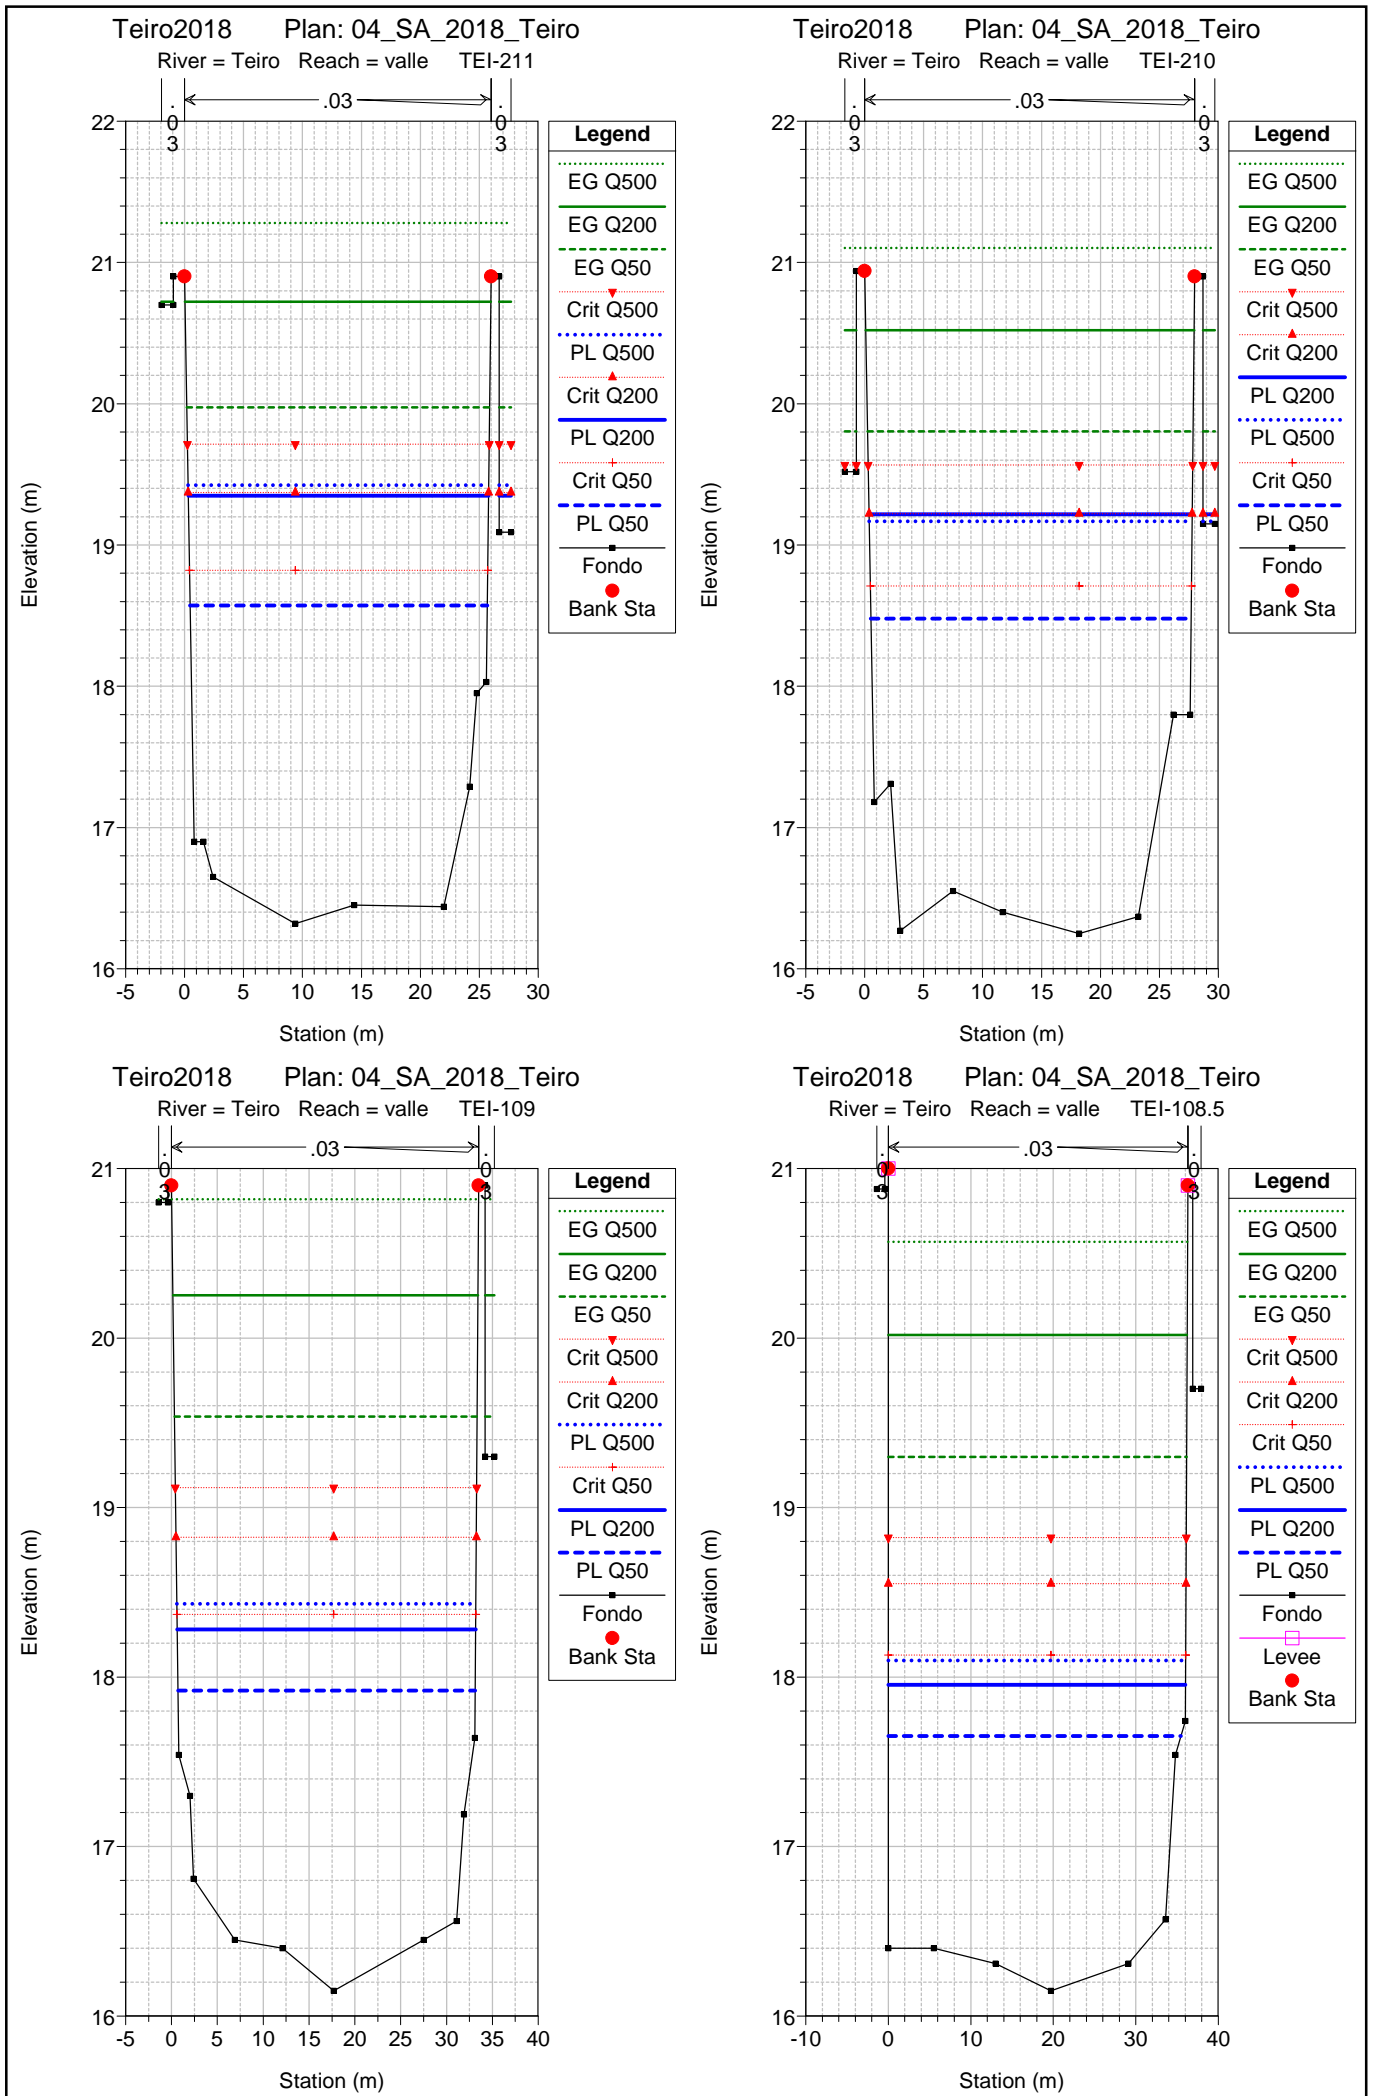 Teiro2018 Plan: 04_SA_2018_Teiro
River = Teiro Reach = valle TEI-211
.03 .03 .03
22
21
20
19
18
17
16
-5 0 5 10 15 20 25 30
Station (m)
Elevation (m)
Legend
EG Q500
EG Q200
EG Q50
Crit Q500
PL Q500
Crit Q200
PL Q200
Crit Q50
PL Q50
Fondo
Bank Sta
Teiro2018 Plan: 04_SA_2018_Teiro
River = Teiro Reach = valle TEI-210
.03 .03 .03
22
21
20
19
18
17
16
-5 0 5 10 15 20 25 30
Station (m)
Elevation (m)
Legend
EG Q500
EG Q200
EG Q50
Crit Q500
Crit Q200
PL Q200
PL Q500
Crit Q50
PL Q50
Fondo
Bank Sta
Teiro2018 Plan: 04_SA_2018_Teiro
River = Teiro Reach = valle TEI-109
.03 .03 .03
21
20
19
18
17
16
-5 0 5 10 15 20 25 30 35 40
Station (m)
Elevation (m)
Legend
EG Q500
EG Q200
EG Q50
Crit Q500
Crit Q200
PL Q500
Crit Q50
PL Q200
PL Q50
Fondo
Bank Sta
Teiro2018 Plan: 04_SA_2018_Teiro
River = Teiro Reach = valle TEI-108.5
.03 .03 .03
21
20
19
18
17
16
-10 0 10 20 30 40
Station (m)
Elevation (m)
Legend
EG Q500
EG Q200
EG Q50
Crit Q500
Crit Q200
Crit Q50
PL Q500
PL Q200
PL Q50
Fondo
Levee
Bank Sta